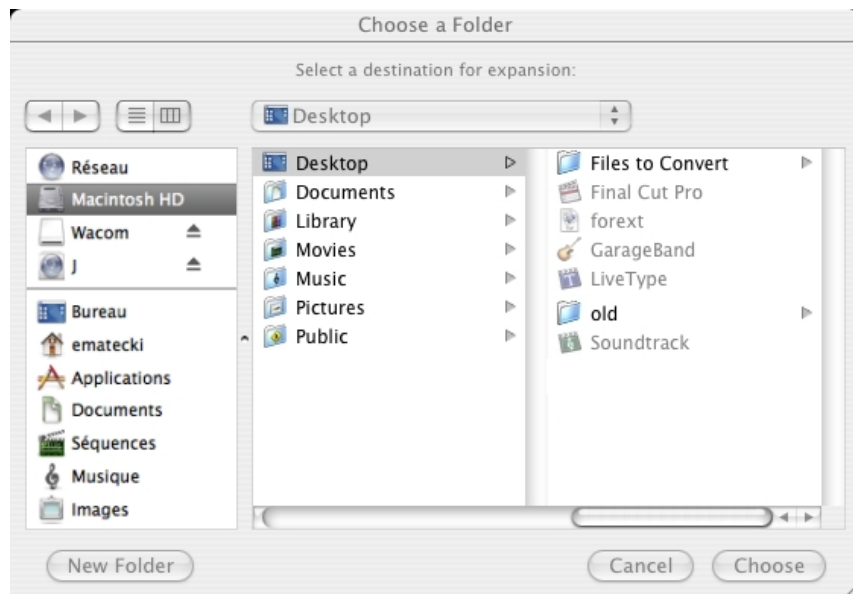 Choose a Folder
Select a destination for expansion:
Desktop
Réseau
Macintosh HD
Wacom
J
Bureau
ematecki
Applications
Documents
Séquences
Musique
Images
Desktop
Documents
Library
Movies
Music
Pictures
Public
Files to Convert
Final Cut Pro
forext
GarageBand
LiveType
old
Soundtrack
New Folder
Cancel
Choose